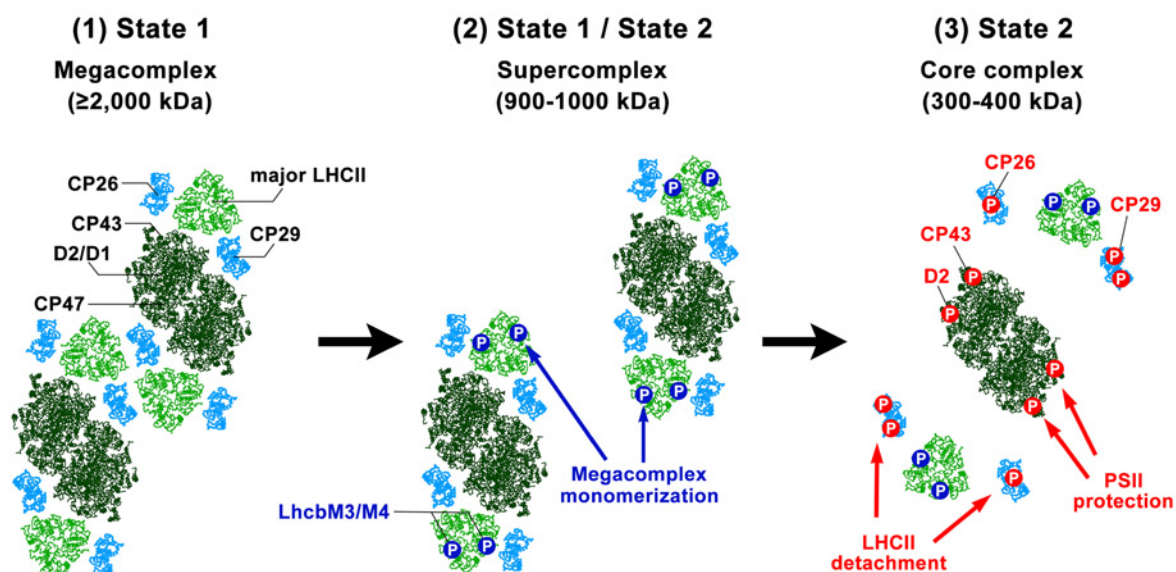 (1) State 1
Megacomplex
(≥2,000 kDa)
CP26
major LHCII
CP43
CP29
D2/D1
CP47
(2) State 1 / State 2
Supercomplex
(900-1000 kDa)
P P
P P
P P
Megacomplex
monomerization
LhcbM3/M4
P P
(3) State 2
Core complex
(300-400 kDa)
CP26
P
P P
CP29
P
P
CP43
P
D2
P
P
P
P
P
P
P
P
PSII
protection
LHCII
detachment